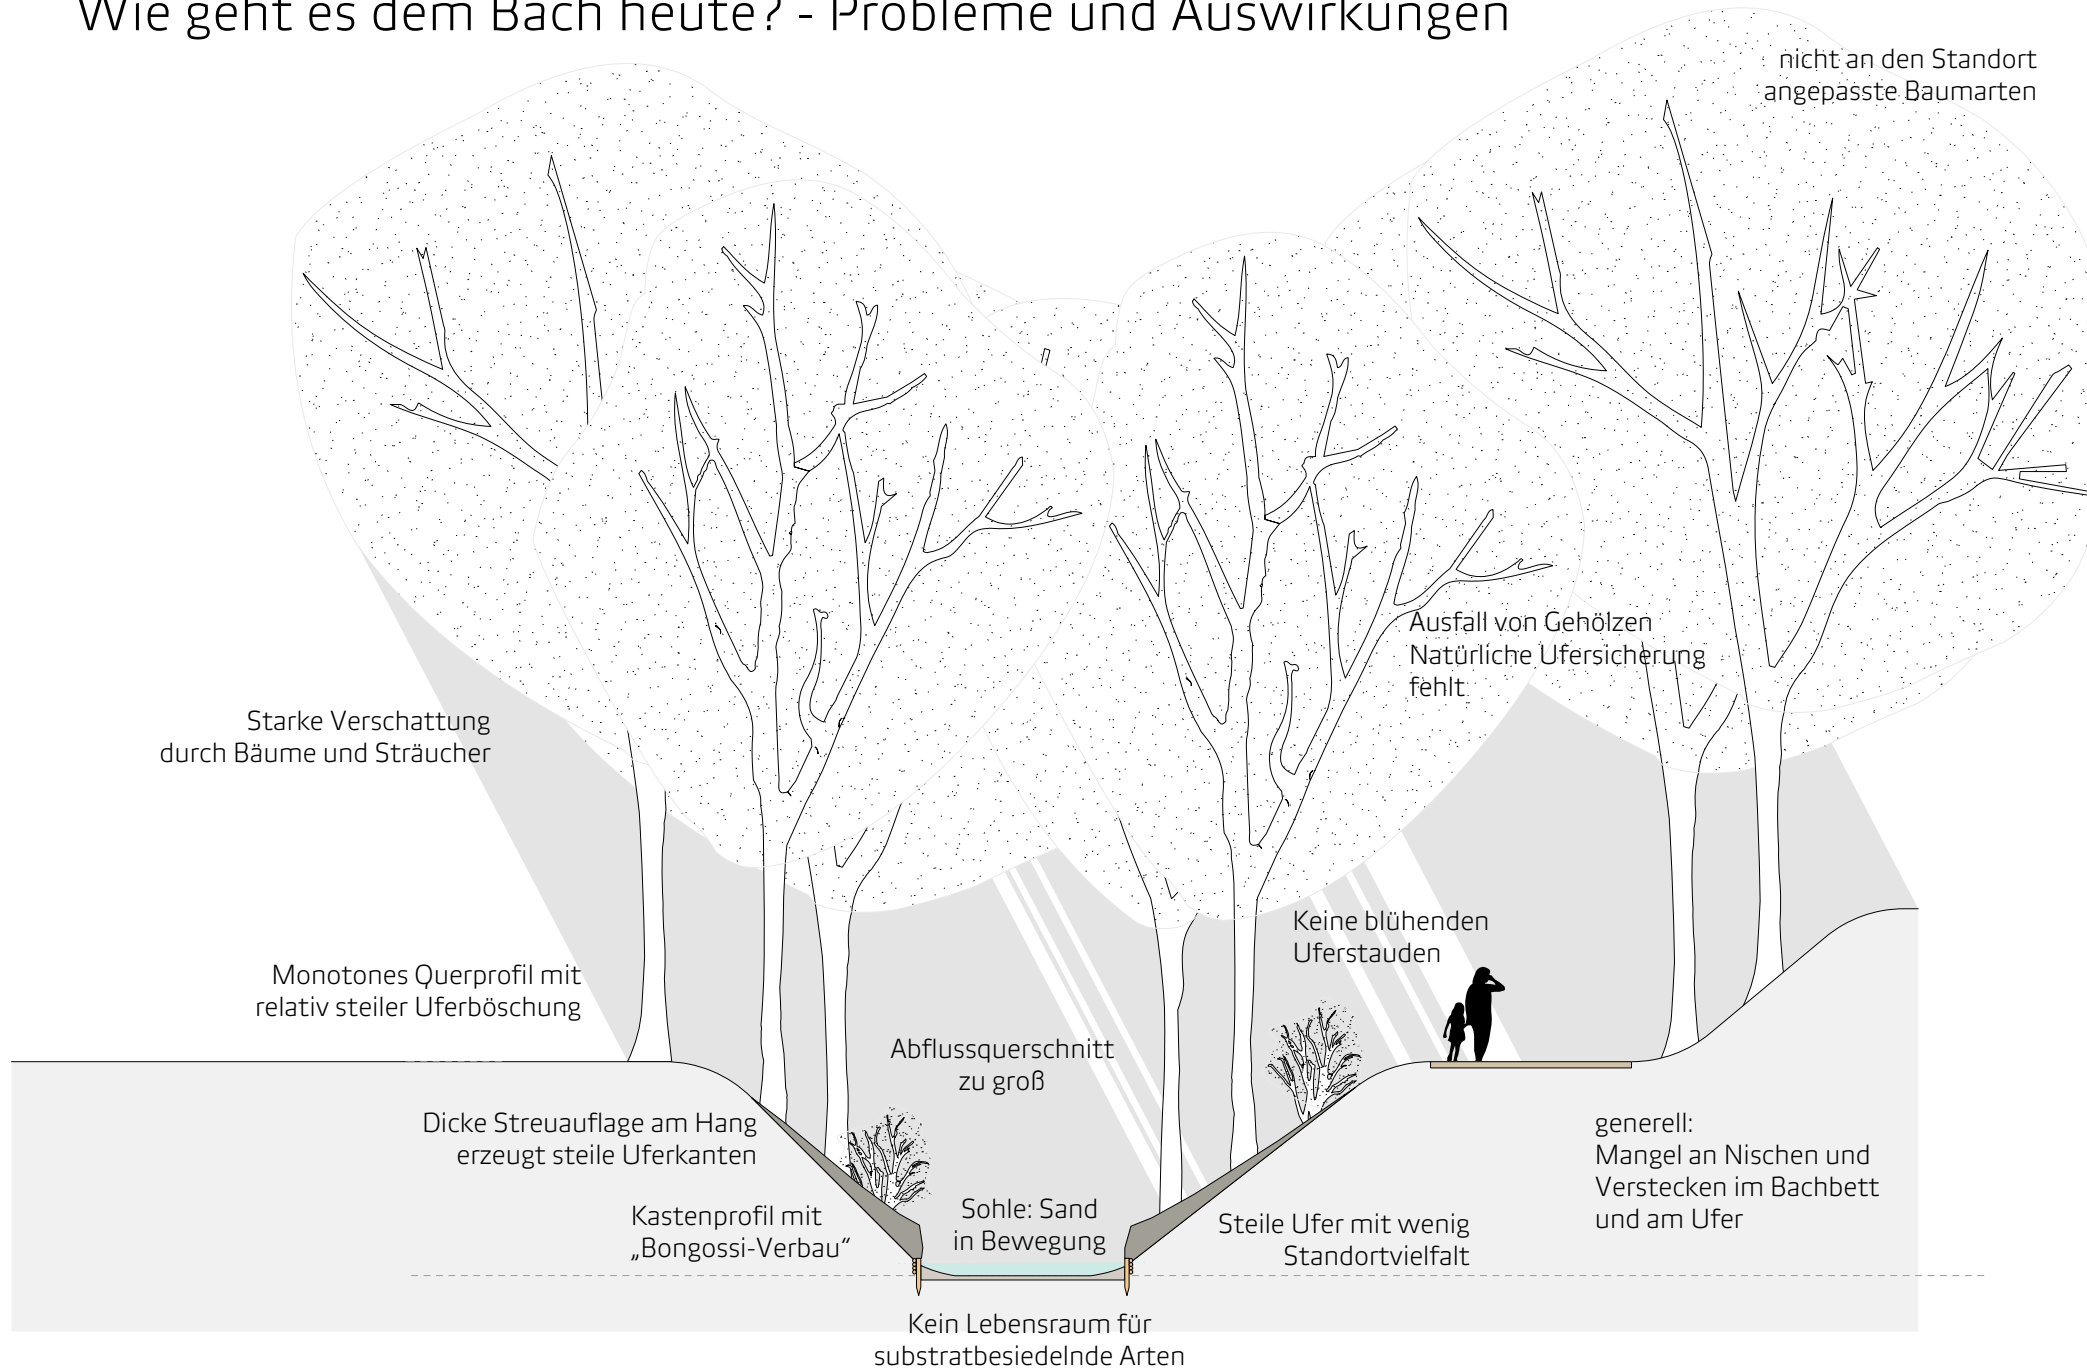 Wie geht es dem Bach heute? - Probleme und Auswirkungen
nicht an den Standort
angepasste Baumarten
Ausfall von Gehölzen
Natürliche Ufersicherung
fehlt
Starke Verschattung
durch Bäume und Sträucher
Keine blühenden
Uferstauden
Monotones Querprofil mit
relativ steiler Uferböschung
Abflussquerschnitt
zu groß
Dicke Streuauflage am Hang
erzeugt steile Uferkanten
generell:
Mangel an Nischen und
Verstecken im Bachbett
und am Ufer
Kastenprofil mit
„Bongossi-Verbau“
Sohle: Sand
in Bewegung
Steile Ufer mit wenig
Standortvielfalt
Kein Lebensraum für
substratbesiedelnde Arten